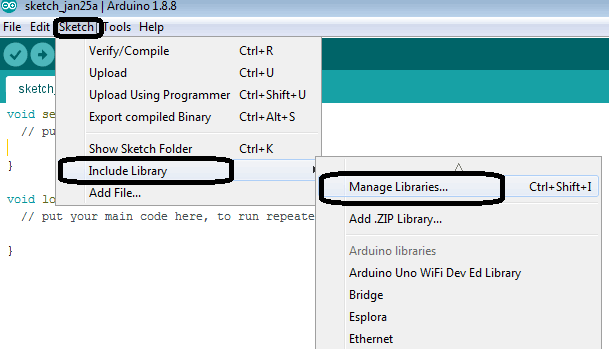 sketch_jan25a | Arduino 1.8.8
File Edit Sketch Tools Help
Verify/Compile Ctrl+R
Upload Ctrl+U
Upload Using Programmer Ctrl+Shift+U
Export compiled Binary Ctrl+Alt+S
Show Sketch Folder Ctrl+K
Include Library
Add File...
Manage Libraries... Ctrl+Shift+I
Add .ZIP Library...
Arduino libraries
Arduino Uno WiFi Dev Ed Library
Bridge
Esplora
Ethernet
sketch_
void se
// pu
}
void lo
// put your main code here, to run repeate
}